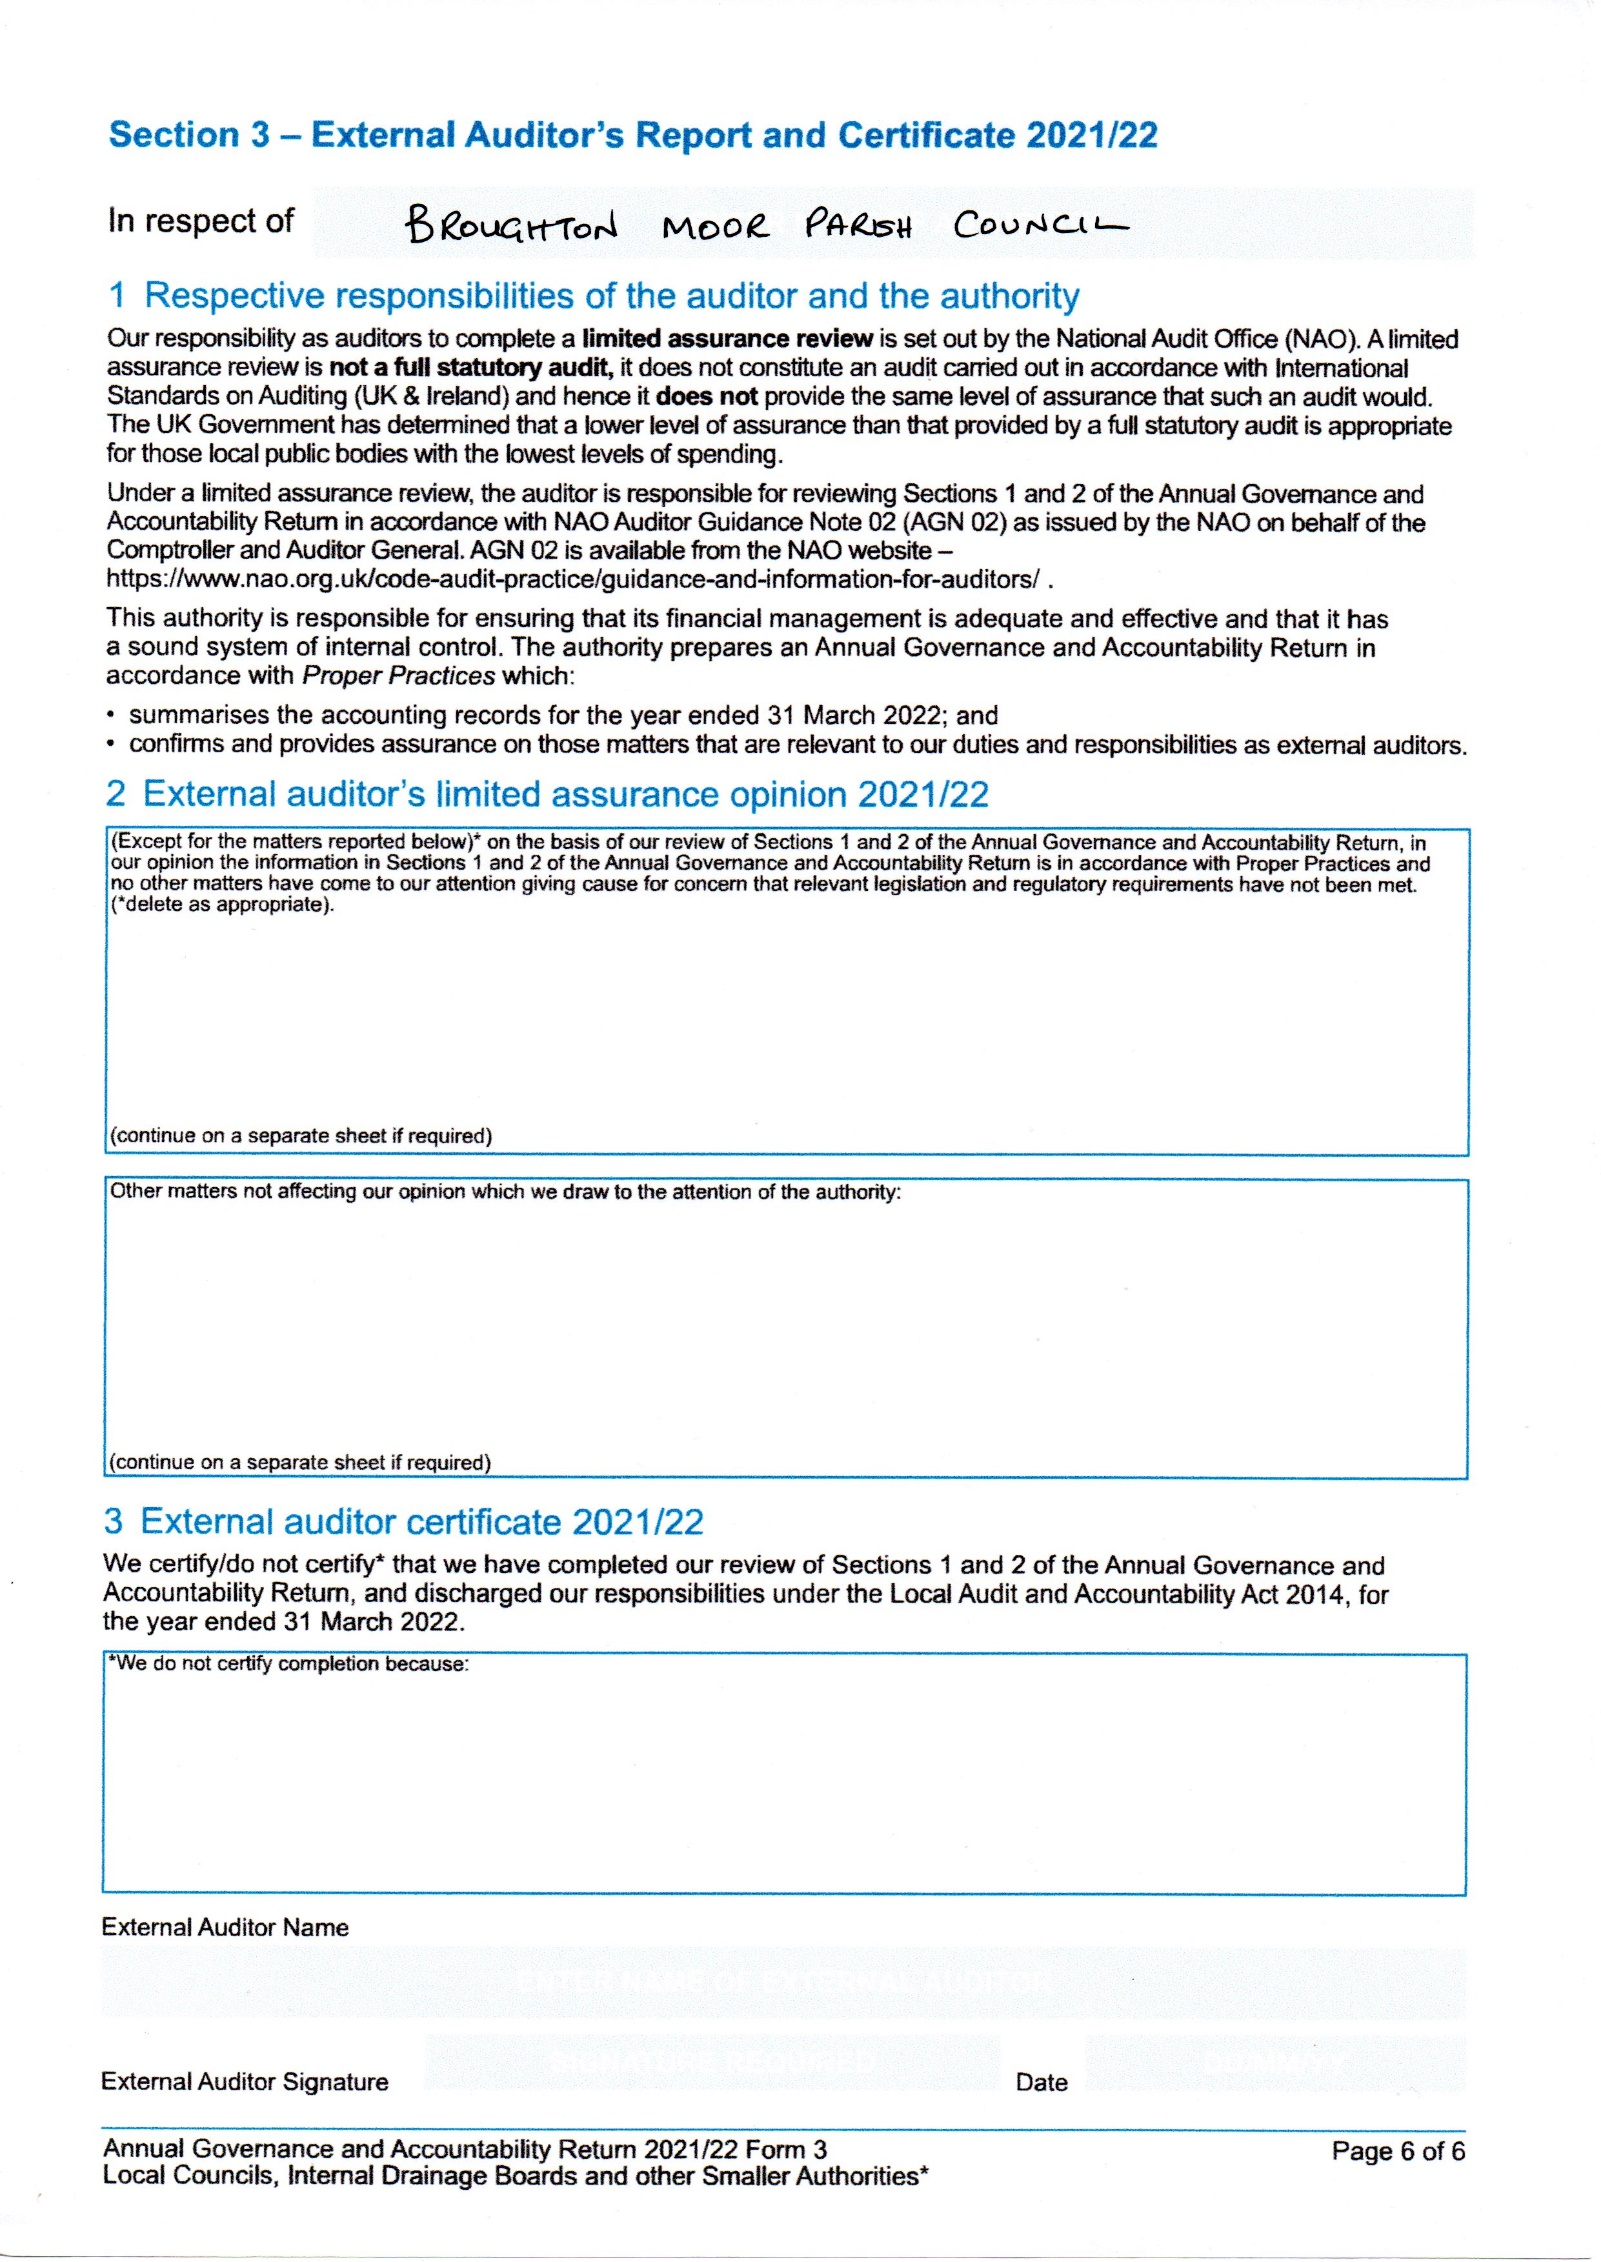 Section 3 – External Auditor's Report and Certificate 2021/22
In respect of BROUGHTON MOOR PARISH COUNCIL
1 Respective responsibilities of the auditor and the authority
Our responsibility as auditors to complete a limited assurance review is set out by the National Audit Office (NAO). A limited
assurance review is not a full statutory audit, it does not constitute an audit carried out in accordance with International
Standards on Auditing (UK & Ireland) and hence it does not provide the same level of assurance that such an audit would.
The UK Government has determined that a lower level of assurance than that provided by a full statutory audit is appropriate
for those local public bodies with the lowest levels of spending.
Under a limited assurance review, the auditor is responsible for reviewing Sections 1 and 2 of the Annual Governance and
Accountability Return in accordance with NAO Auditor Guidance Note 02 (AGN 02) as issued by the NAO on behalf of the
Comptroller and Auditor General. AGN 02 is available from the NAO website –
https://www.nao.org.uk/code-audit-practice/guidance-and-information-for-auditors/ .
This authority is responsible for ensuring that its financial management is adequate and effective and that it has
a sound system of internal control. The authority prepares an Annual Governance and Accountability Return in
accordance with Proper Practices which:
• summarises the accounting records for the year ended 31 March 2022; and
• confirms and provides assurance on those matters that are relevant to our duties and responsibilities as external auditors.
2 External auditor's limited assurance opinion 2021/22
(Except for the matters reported below)* on the basis of our review of Sections 1 and 2 of the Annual Governance and Accountability Return, in
our opinion the information in Sections 1 and 2 of the Annual Governance and Accountability Return is in accordance with Proper Practices and
no other matters have come to our attention giving cause for concern that relevant legislation and regulatory requirements have not been met.
(*delete as appropriate).
(continue on a separate sheet if required)
Other matters not affecting our opinion which we draw to the attention of the authority:
(continue on a separate sheet if required)
3 External auditor certificate 2021/22
We certify/do not certify* that we have completed our review of Sections 1 and 2 of the Annual Governance and
Accountability Return, and discharged our responsibilities under the Local Audit and Accountability Act 2014, for
the year ended 31 March 2022.
*We do not certify completion because:
External Auditor Name
ENTER NAME OF EXTERNAL AUDITOR
External Auditor Signature SIGNATURE REQUIRED Date DD/MM/YY
Annual Governance and Accountability Return 2021/22 Form 3 Page 6 of 6
Local Councils, Internal Drainage Boards and other Smaller Authorities*